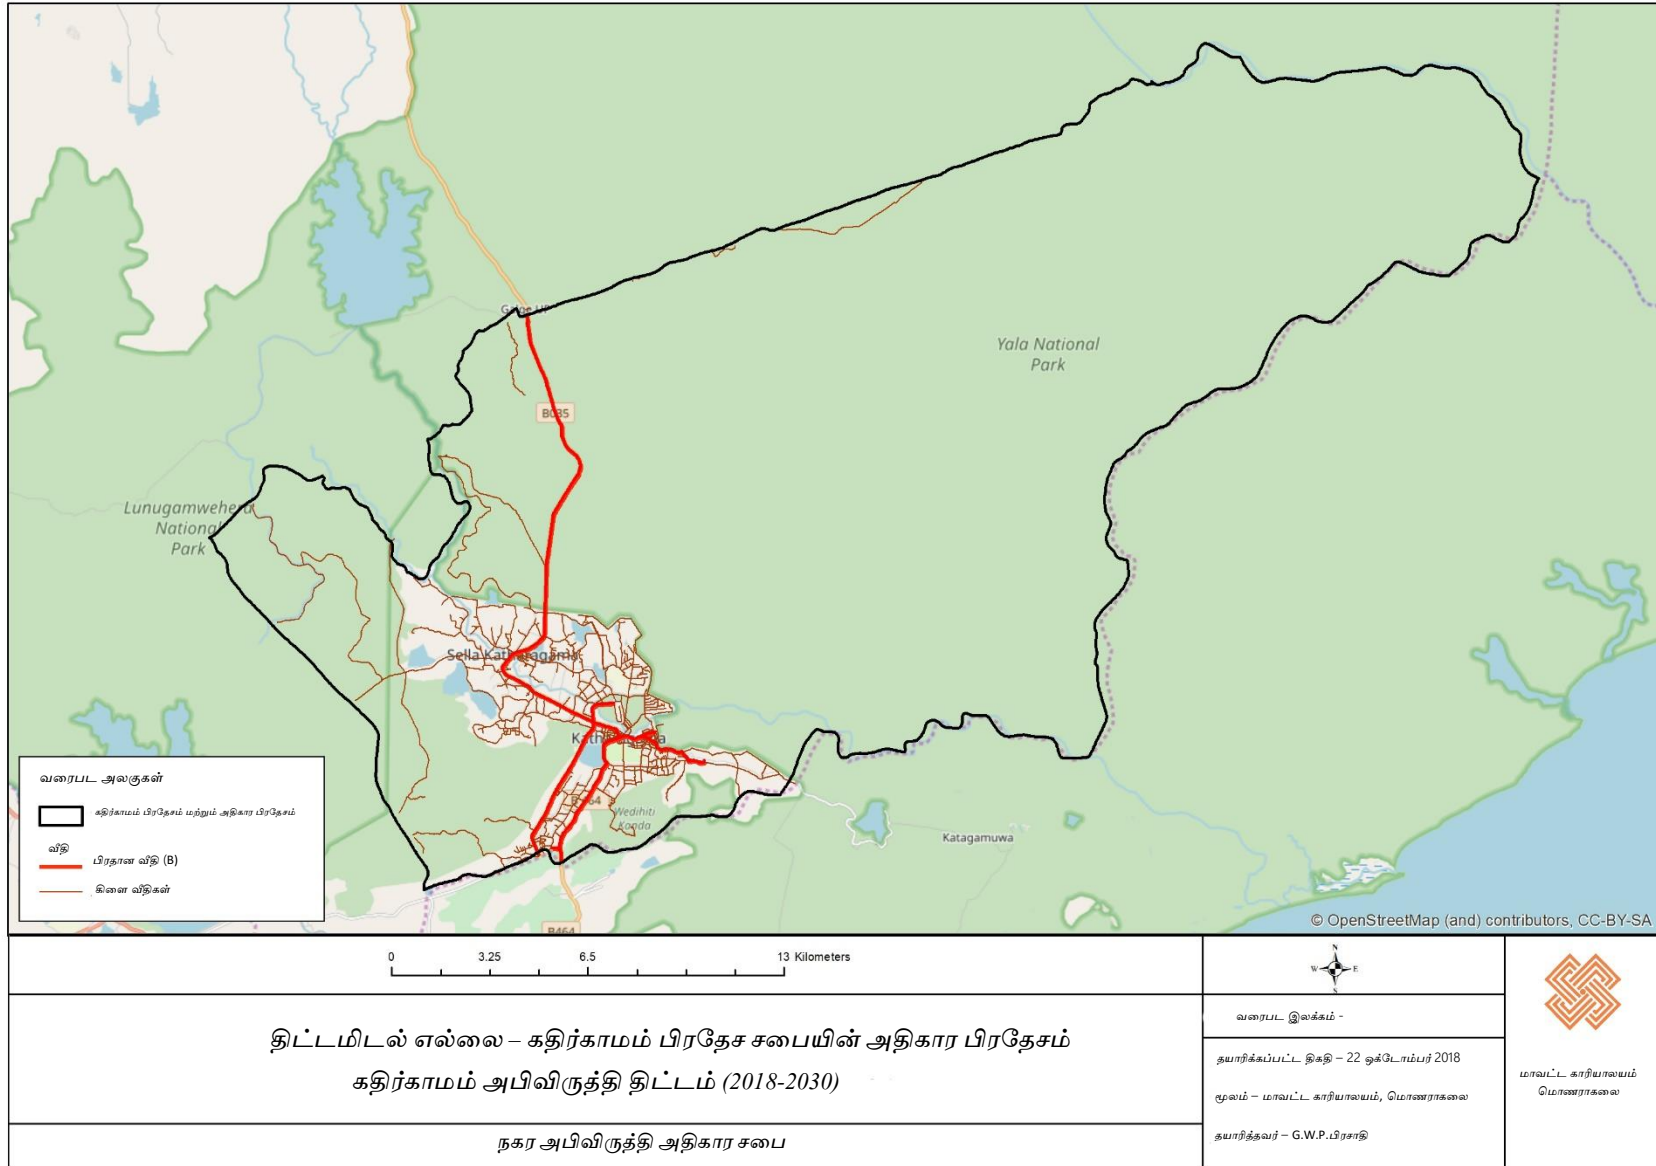 Galge
B035
Yala National
Park
Lunugamwehera
National
Park
Sella Kataragama
Kataragama
B464
Wedihiti
Kanda
Katagamuwa
B464
© OpenStreetMap (and) contributors, CC-BY-SA
வரைபட அலகுகள்
கதிர்காமம் பிரதேசம் மற்றும் அதிகார பிரதேசம்
வீதி
பிரதான வீதி (B)
கிளை வீதிகள்
0 3.25 6.5 13 Kilometers
N
W E
S
திட்டமிடல் எல்லை – கதிர்காமம் பிரதேச சபையின் அதிகார பிரதேசம்
கதிர்காமம் அபிவிருத்தி திட்டம் (2018-2030)
நகர அபிவிருத்தி அதிகார சபை
வரைபட இலக்கம் -
தயாரிக்கப்பட்ட திகதி – 22 ஒக்டோம்பர் 2018
மூலம் – மாவட்ட காரியாலயம், மொணராகலை
தயாரித்தவர் – G.W.P.பிரசாதி
மாவட்ட காரியாலயம்
மொணராகலை